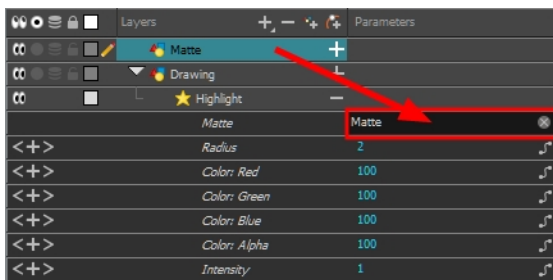 Layers Parameters
Matte
Drawing
Highlight
Matte Matte
Radius 2
Color: Red 100
Color: Green 100
Color: Blue 100
Color: Alpha 100
Intensity 1